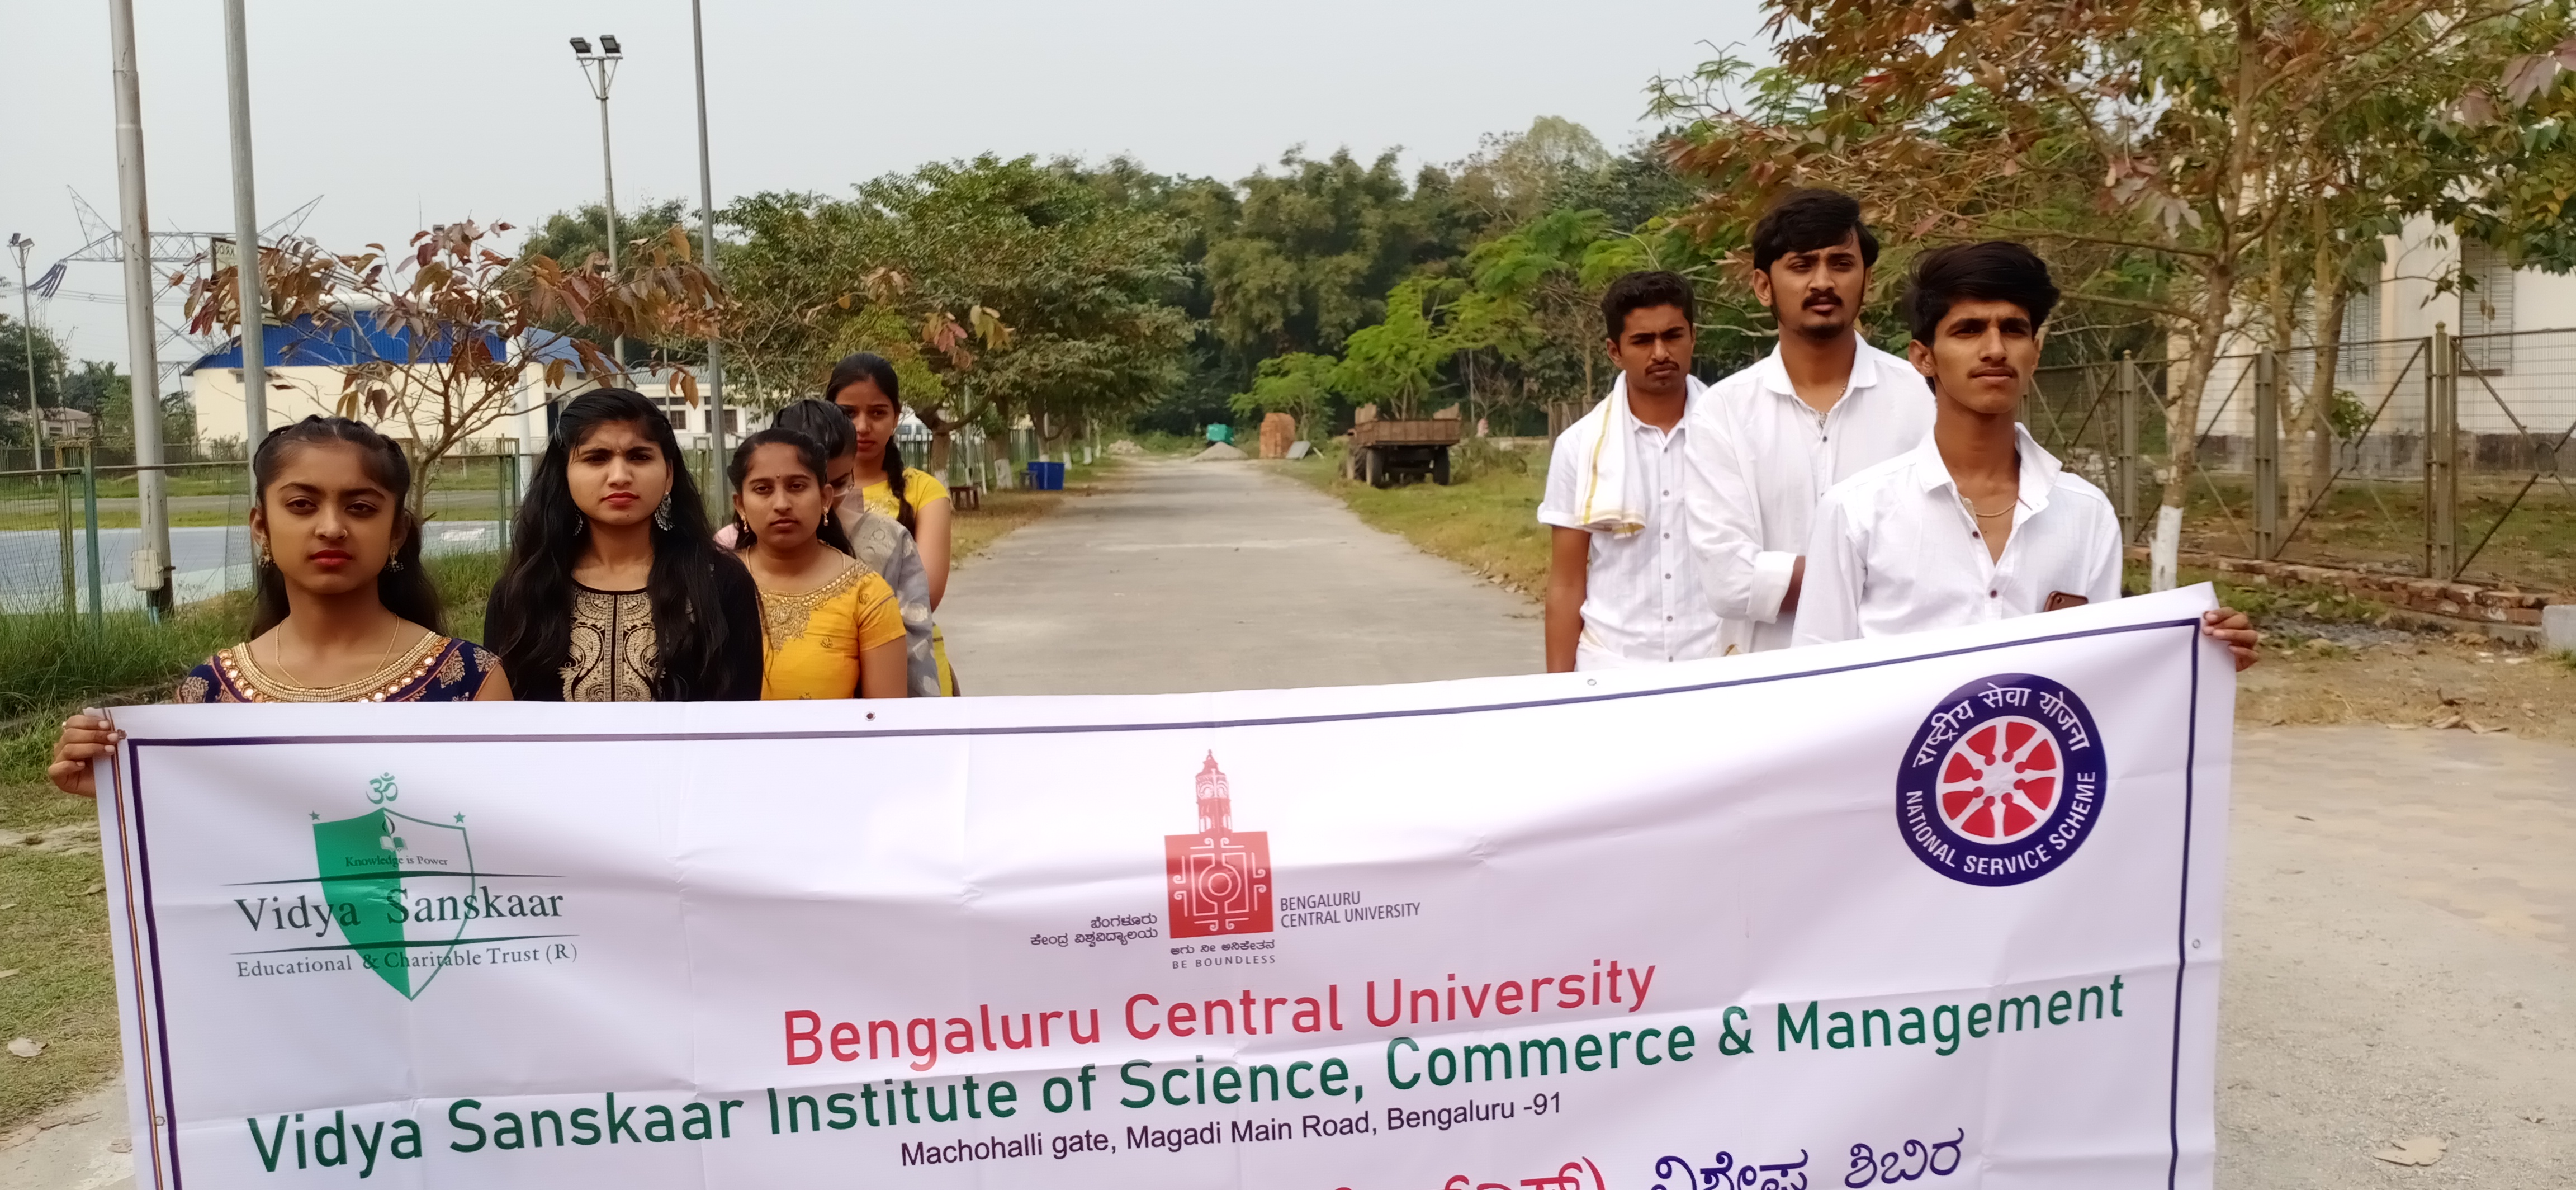 ॐ
Knowledge is Power
Vidya Sanskaar
Educational & Charitable Trust (R)
ಬೆಂಗಳೂರು
ಕೇಂದ್ರ ವಿಶ್ವವಿದ್ಯಾಲಯ
BENGALURU
CENTRAL UNIVERSITY
ಆಗು ನೀ ಅನಿಕೇತನ
BE BOUNDLESS
राष्ट्रीय सेवा योजना
NATIONAL SERVICE SCHEME
Bengaluru Central University
Vidya Sanskaar Institute of Science, Commerce & Management
Machohalli gate, Magadi Main Road, Bengaluru -91
ವಿಶೇಷ ಶಿಬಿರ